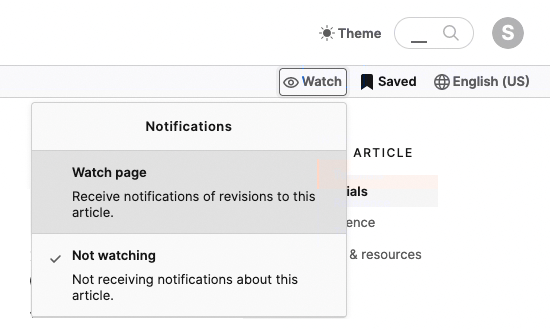 Theme
S
Watch
Saved
English (US)
Notifications
ARTICLE
Watch page
Receive notifications of revisions to this
article.
Not watching
Not receiving notifications about this
article.
ials
ence
& resources